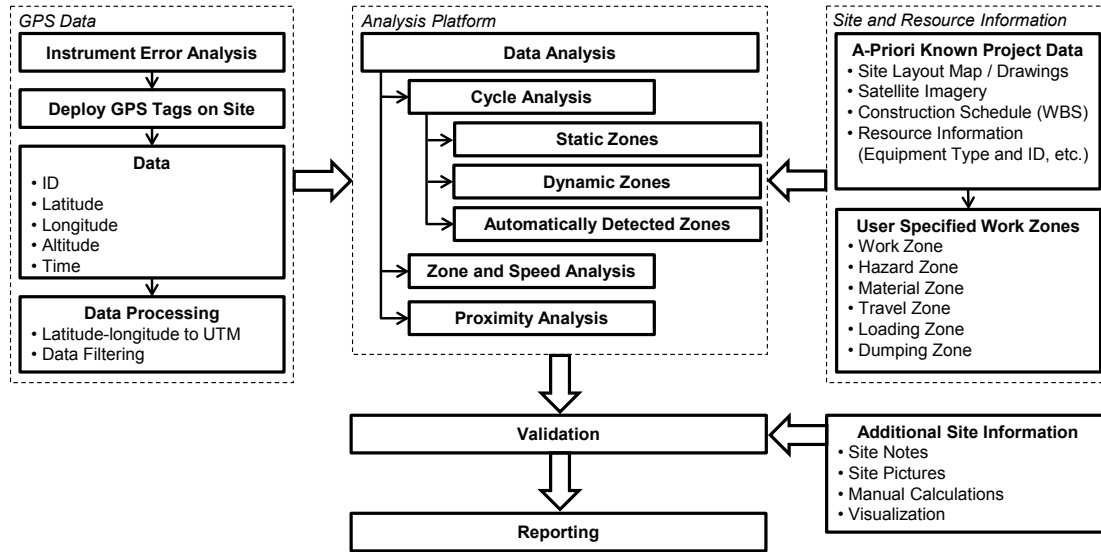 GPS Data
Instrument Error Analysis
Deploy GPS Tags on Site
Data
• ID
• Latitude
• Longitude
• Altitude
• Time
Data Processing
• Latitude-longitude to UTM
• Data Filtering
Analysis Platform
Data Analysis
Cycle Analysis
Static Zones
Dynamic Zones
Automatically Detected Zones
Zone and Speed Analysis
Proximity Analysis
Site and Resource Information
A-Priori Known Project Data
• Site Layout Map / Drawings
• Satellite Imagery
• Construction Schedule (WBS)
• Resource Information
(Equipment Type and ID, etc.)
User Specified Work Zones
• Work Zone
• Hazard Zone
• Material Zone
• Travel Zone
• Loading Zone
• Dumping Zone
Validation
Additional Site Information
• Site Notes
• Site Pictures
• Manual Calculations
• Visualization
Reporting